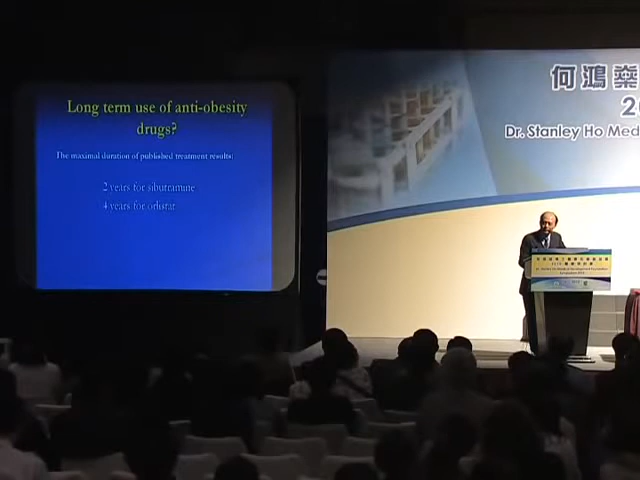 Long term use of anti-obesity
drugs?
The maximal duration of published treatment results:
2 years for sibutramine
4 years for orlistat
何鴻燊
Dr. Stanley Ho Med